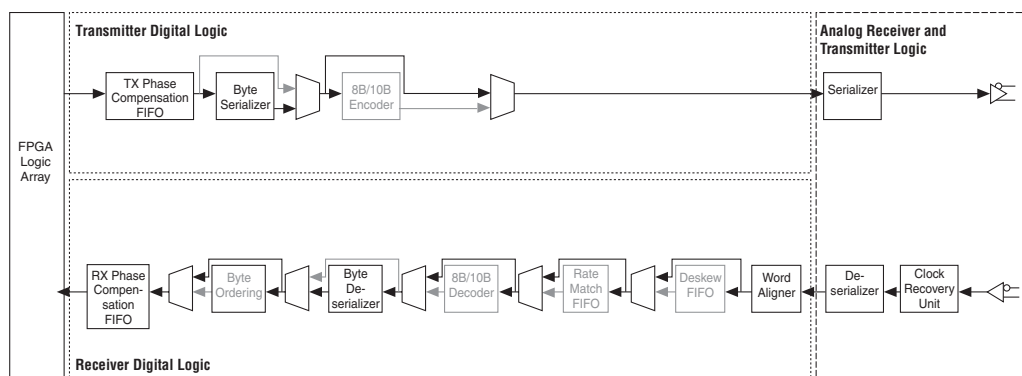 Transmitter Digital Logic
Analog Receiver and
Transmitter Logic
TX Phase
Compensation
FIFO
Byte
Serializer
8B/10B
Encoder
Serializer
FPGA
Logic
Array
RX Phase
Compen-
sation
FIFO
Byte
Ordering
Byte
De-
serializer
8B/10B
Decoder
Rate
Match
FIFO
Deskew
FIFO
Word
Aligner
De-
serializer
Clock
Recovery
Unit
Receiver Digital Logic